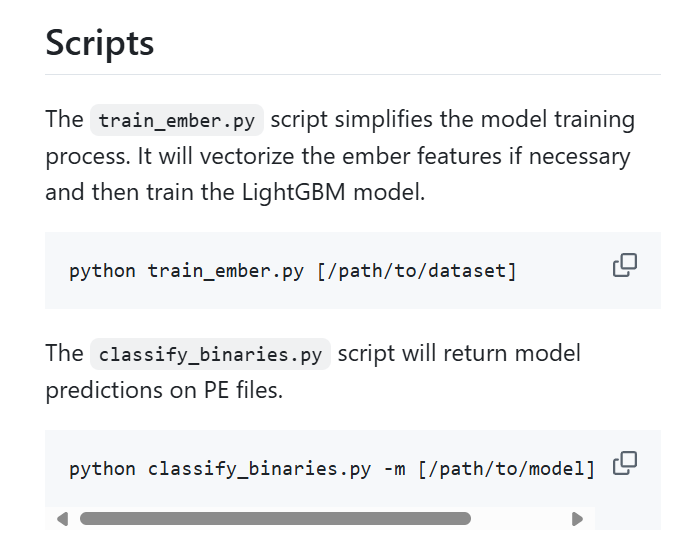 Scripts
The train_ember.py script simplifies the model training
process. It will vectorize the ember features if necessary
and then train the LightGBM model.
python train_ember.py [/path/to/dataset]
The classify_binaries.py script will return model
predictions on PE files.
python classify_binaries.py -m [/path/to/model]